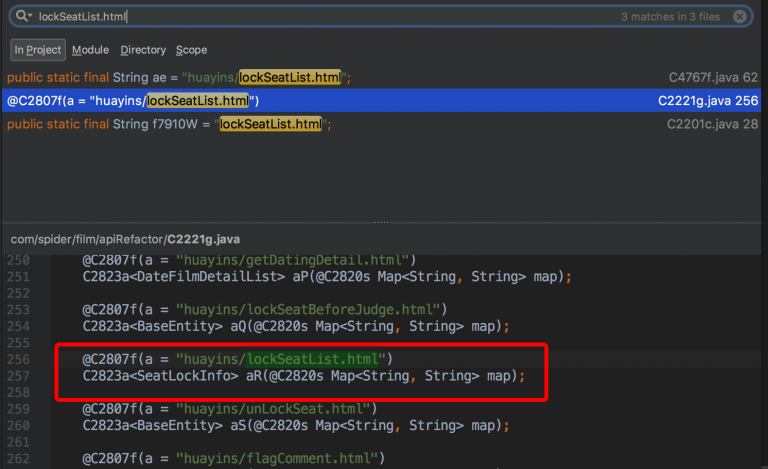 lockSeatList.html
3 matches in 3 files
In Project Module Directory Scope
public static final String ae = "huayins/lockSeatList.html"; C4767f.java 62
@C2807f(a = "huayins/lockSeatList.html") C2221g.java 256
public static final String f7910W = "lockSeatList.html"; C2201c.java 28
com/spider/film/apiRefactor/C2221g.java
250 @C2807f(a = "huayins/getDatingDetail.html")
251 C2823a<DateFilmDetailList> aP(@C2820s Map<String, String> map);
252
253 @C2807f(a = "huayins/lockSeatBeforeJudge.html")
254 C2823a<BaseEntity> aQ(@C2820s Map<String, String> map);
255
256 @C2807f(a = "huayins/lockSeatList.html")
257 C2823a<SeatLockInfo> aR(@C2820s Map<String, String> map);
258
259 @C2807f(a = "huayins/unLockSeat.html")
260 C2823a<BaseEntity> aS(@C2820s Map<String, String> map);
261
262 @C2807f(a = "huayins/flagComment.html")